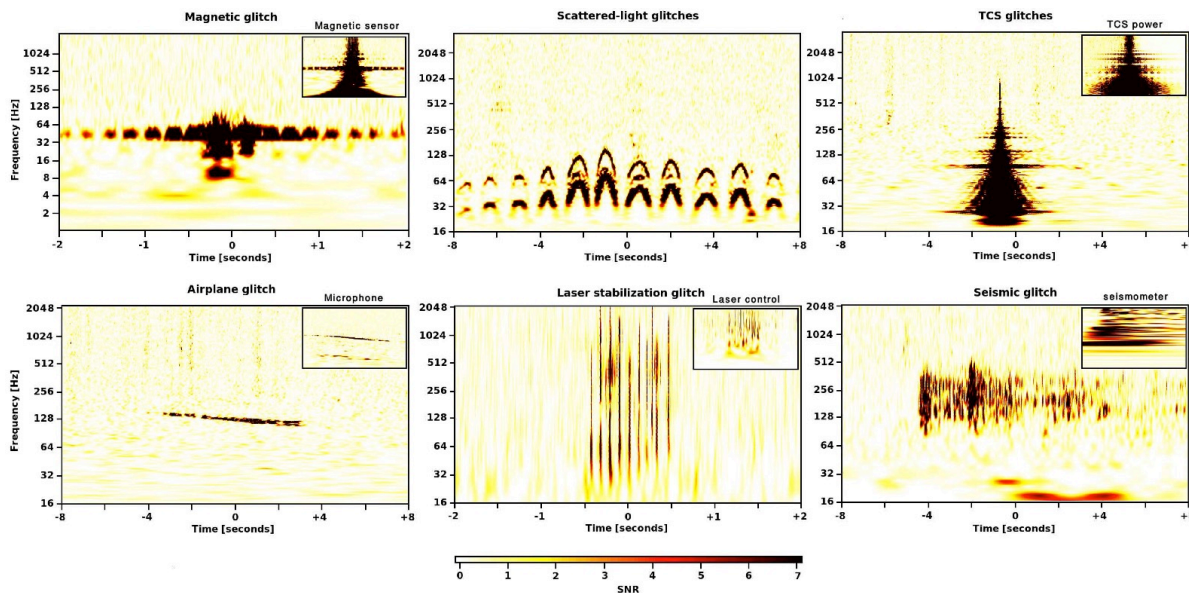 Magnetic glitch
Scattered-light glitches
TCS glitches
Magnetic sensor
TCS power
Frequency [Hz]
1024
512
256
128
64
32
16
8
4
2
-2 -1 0 +1 +2
Time [seconds]
2048
1024
512
256
128
64
32
16
-8 -4 0 +4 +8
Time [seconds]
2048
1024
512
256
128
64
32
16
-8 -4 0 +4
Time [seconds]
Airplane glitch
Laser stabilization glitch
Seismic glitch
Microphone
Laser control
seismometer
Frequency [Hz]
2048
1024
512
256
128
64
32
16
-8 -4 0 +4 +8
Time [seconds]
2048
1024
512
256
128
64
32
16
-2 -1 0 +1 +2
Time [seconds]
2048
1024
512
256
128
64
32
16
-8 -4 0 +4
Time [seconds]
0 1 2 3 4 5 6 7
SNR